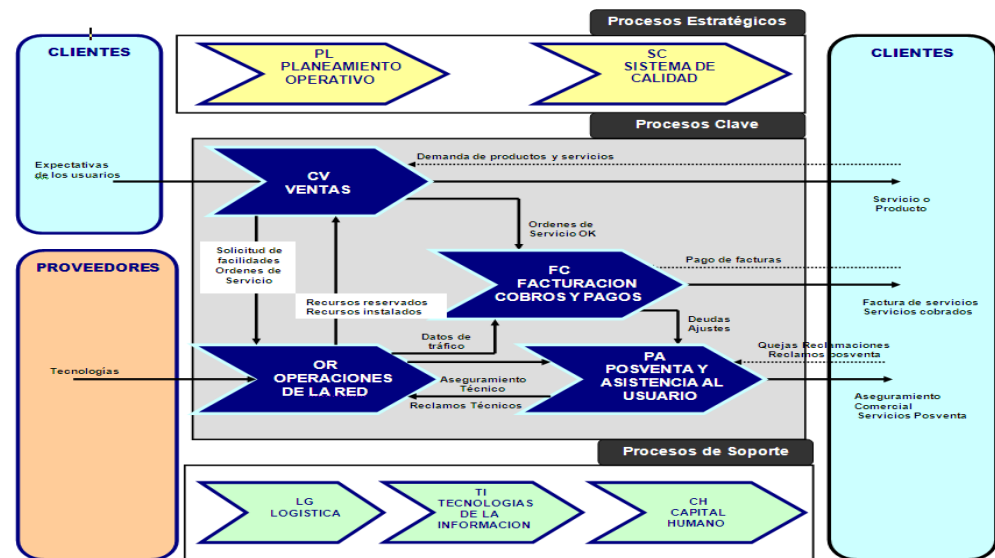 Procesos Estratégicos
CLIENTES
PL
PLANEAMIENTO
OPERATIVO
SC
SISTEMA DE
CALIDAD
CLIENTES
Procesos Clave
Expectativas
de los usuarios
CV
VENTAS
Demanda de productos y servicios
Servicio o
Producto
Solicitud de
facilidades
Ordenes de
Servicio
Ordenes de
Servicio OK
PROVEEDORES
FC
FACTURACION
COBROS Y PAGOS
Pago de facturas
Recursos reservados
Recursos instalados
Factura de servicios
Servicios cobrados
Datos de
tráfico
Deudas
Ajustes
Quejas Reclamaciones
Reclamos posventa
Tecnologías
OR
OPERACIONES
DE LA RED
Aseguramiento
Técnico
Reclamos Técnicos
PA
POSVENTA Y
ASISTENCIA AL
USUARIO
Aseguramiento
Comercial
Servicios Posventa
Procesos de Soporte
LG
LOGISTICA
TI
TECNOLOGIAS
DE LA
INFORMACION
CH
CAPITAL
HUMANO